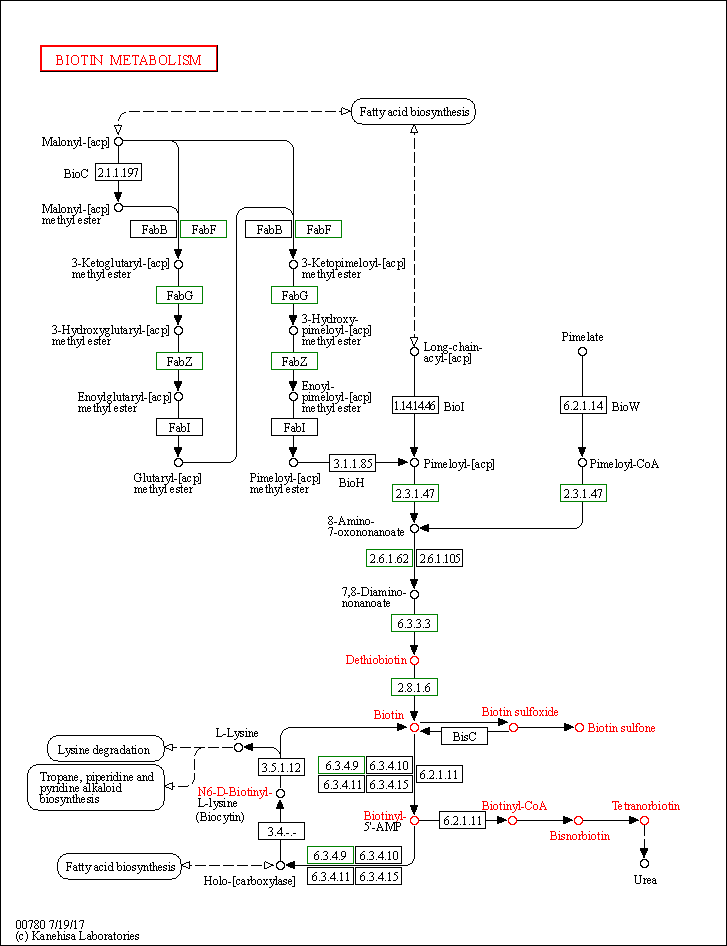 BIOTIN METABOLISM
Fatty acid biosynthesis
Malonyl-[acp]
BioC
2.1.1.197
Malonyl-[acp]
methyl ester
FabB
FabF
FabB
FabF
3-Ketoglutaryl-[acp]
methyl ester
3-Ketopimeloyl-[acp]
methyl ester
FabG
FabG
3-Hydroxyglutaryl-[acp]
methyl ester
3-Hydroxy-
pimeloyl-[acp]
methyl ester
Long-chain-
acyl-[acp]
Pimelate
FabZ
FabZ
Enoylglutaryl-[acp]
methyl ester
Enoyl-
pimeloyl-[acp]
methyl ester
1.14.14.46
BioI
6.2.1.14
BioW
FabI
FabI
Glutaryl-[acp]
methyl ester
Pimeloyl-[acp]
methyl ester
3.1.1.85
BioH
Pimeloyl-[acp]
Pimeloyl-CoA
2.3.1.47
2.3.1.47
8-Amino-
7-oxononanoate
2.6.1.62
2.6.1.105
7,8-Diamino-
nonanoate
6.3.3.3
Dethiobiotin
2.8.1.6
Biotin
Biotin sulfoxide
Biotin sulfone
BisC
L-Lysine
Lysine degradation
3.5.1.12
6.3.4.9
6.3.4.10
6.3.4.11
6.3.4.15
6.2.1.11
Tropane, piperidine and
pyridine alkaloid
biosynthesis
N6-D-Biotinyl-
L-lysine
(Biocytin)
Biotinyl-
5'-AMP
6.2.1.11
Biotinyl-CoA
Bisnorbiotin
Tetranorbiotin
3.4.-.-
Fatty acid biosynthesis
Holo-[carboxylase]
6.3.4.9
6.3.4.10
6.3.4.11
6.3.4.15
Urea
00780 7/19/17
(c) Kanehisa Laboratories